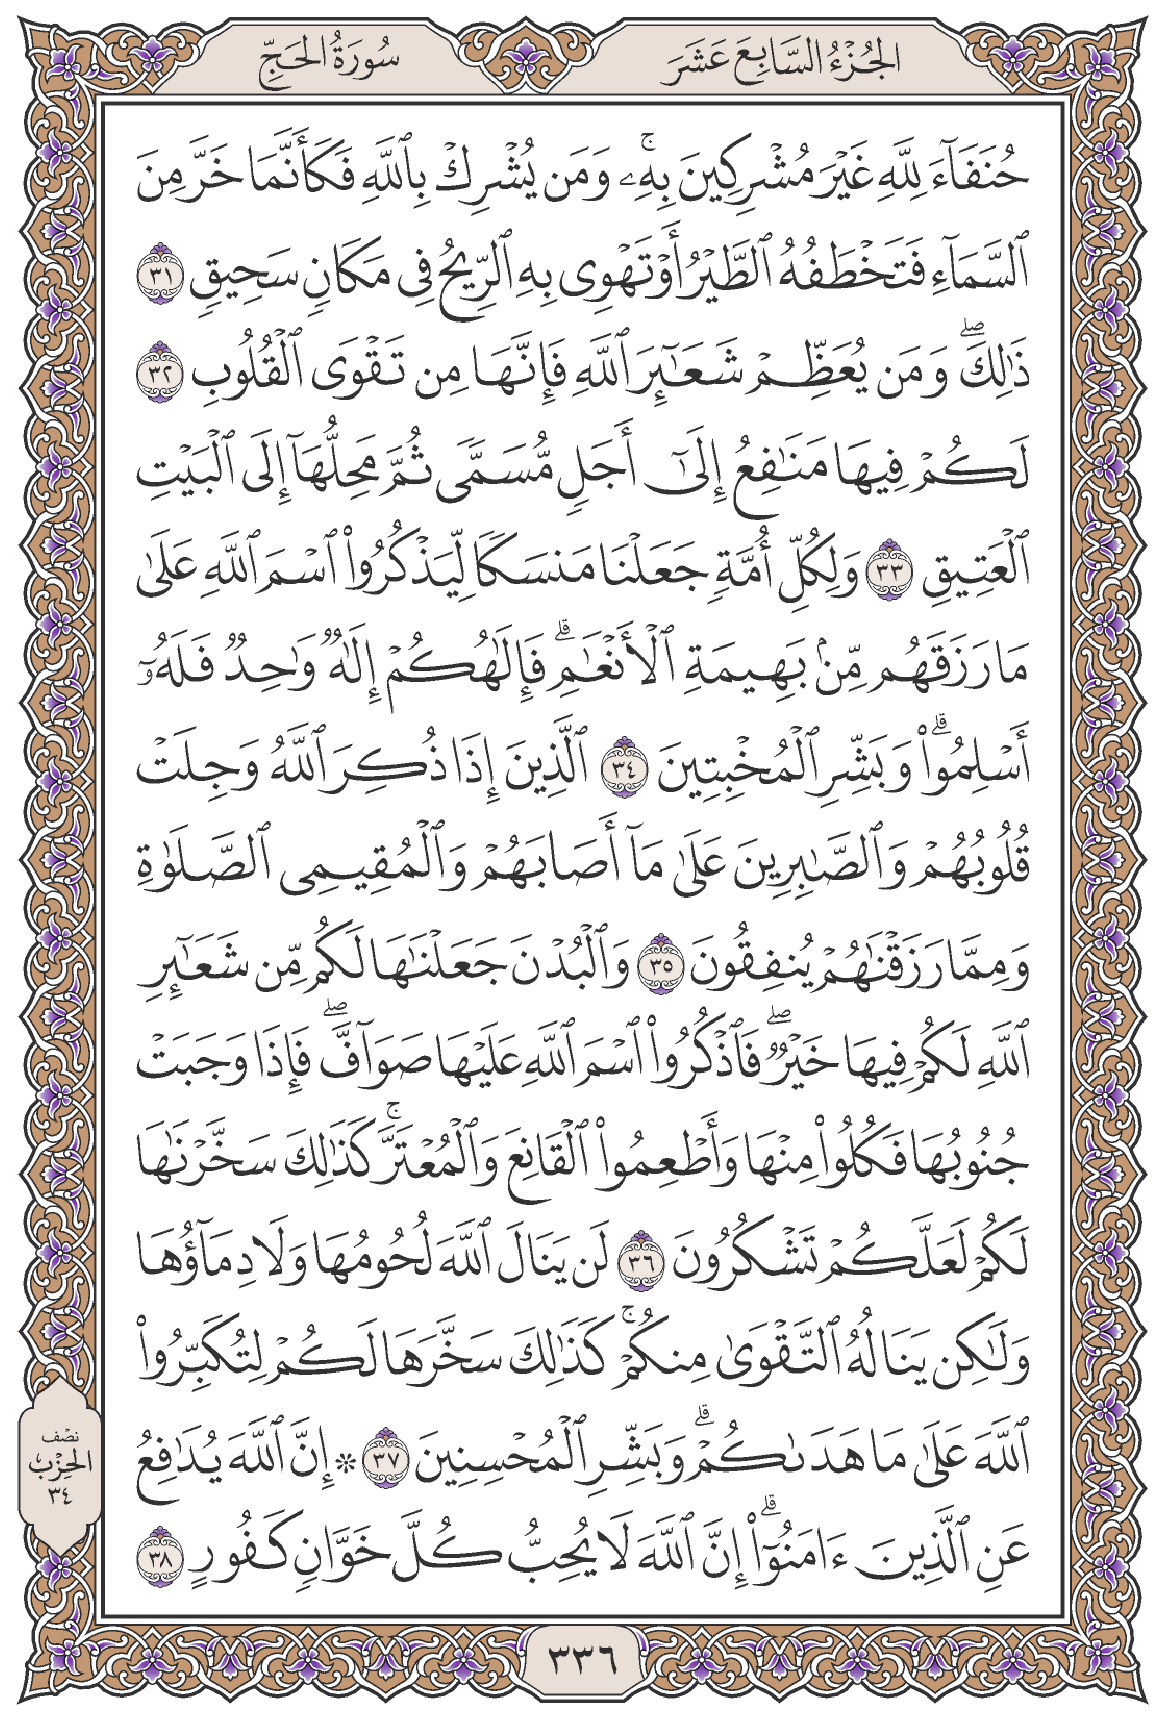 الجُزْءُ السَّابِعَ عَشَرَ
سُورَةُ الحَجِّ
حُنَفَآءَ لِلَّهِ غَيۡرَ مُشۡرِكِينَ بِهِۦۚ وَمَن يُشۡرِكۡ بِٱللَّهِ فَكَأَنَّمَا خَرَّ مِنَ
ٱلسَّمَآءِ فَتَخۡطَفُهُ ٱلطَّيۡرُ أَوۡ تَهۡوِي بِهِ ٱلرِّيحُ فِي مَكَانٖ سَحِيقٖ ٣١
ذَٰلِكَۖ وَمَن يُعَظِّمۡ شَعَٰٓئِرَ ٱللَّهِ فَإِنَّهَا مِن تَقۡوَى ٱلۡقُلُوبِ ٣٢
لَكُمۡ فِيهَا مَنَٰفِعُ إِلَىٰٓ أَجَلٖ مُّسَمّٗى ثُمَّ مَحِلُّهَآ إِلَى ٱلۡبَيۡتِ
ٱلۡعَتِيقِ ٣٣ وَلِكُلِّ أُمَّةٖ جَعَلۡنَا مَنسَكٗا لِّيَذۡكُرُواْ ٱسۡمَ ٱللَّهِ عَلَىٰ
مَا رَزَقَهُم مِّنۢ بَهِيمَةِ ٱلۡأَنۡعَٰمِۗ فَإِلَٰهُكُمۡ إِلَٰهٞ وَٰحِدٞ فَلَهُۥٓ
أَسۡلِمُواْۗ وَبَشِّرِ ٱلۡمُخۡبِتِينَ ٣٤ ٱلَّذِينَ إِذَا ذُكِرَ ٱللَّهُ وَجِلَتۡ
قُلُوبُهُمۡ وَٱلصَّٰبِرِينَ عَلَىٰ مَآ أَصَابَهُمۡ وَٱلۡمُقِيمِي ٱلصَّلَوٰةِ
وَمِمَّا رَزَقۡنَٰهُمۡ يُنفِقُونَ ٣٥ وَٱلۡبُدۡنَ جَعَلۡنَٰهَا لَكُم مِّن شَعَٰٓئِرِ
ٱللَّهِ لَكُمۡ فِيهَا خَيۡرٞۖ فَٱذۡكُرُواْ ٱسۡمَ ٱللَّهِ عَلَيۡهَا صَوَآفَّۖ فَإِذَا وَجَبَتۡ
جُنُوبُهَا فَكُلُواْ مِنۡهَا وَأَطۡعِمُواْ ٱلۡقَانِعَ وَٱلۡمُعۡتَرَّۚ كَذَٰلِكَ سَخَّرۡنَٰهَا
لَكُمۡ لَعَلَّكُمۡ تَشۡكُرُونَ ٣٦ لَن يَنَالَ ٱللَّهَ لُحُومُهَا وَلَا دِمَآؤُهَا
وَلَٰكِن يَنَالُهُ ٱلتَّقۡوَىٰ مِنكُمۡۚ كَذَٰلِكَ سَخَّرَهَا لَكُمۡ لِتُكَبِّرُواْ
ٱللَّهَ عَلَىٰ مَا هَدَىٰكُمۡۗ وَبَشِّرِ ٱلۡمُحۡسِنِينَ ٣٧ ۞ إِنَّ ٱللَّهَ يُدَٰفِعُ
عَنِ ٱلَّذِينَ ءَامَنُوٓاْۗ إِنَّ ٱللَّهَ لَا يُحِبُّ كُلَّ خَوَّانٖ كَفُورٍ ٣٨
نصف
الحِزْب
٣٤
٣٣٦